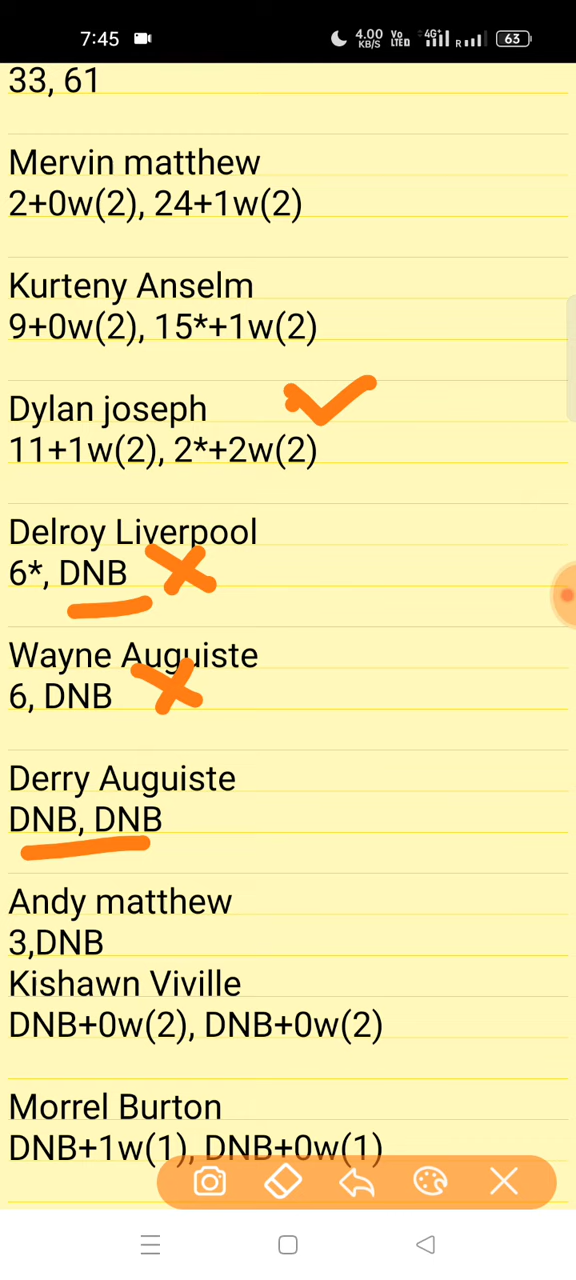 7:45
4.00 KB/S
Vo LTE
4G+
R
63
33, 61
Mervin matthew
2+0w(2), 24+1w(2)
Kurteny Anselm
9+0w(2), 15*+1w(2)
Dylan joseph
11+1w(2), 2*+2w(2)
Delroy Liverpool
6*, DNB
Wayne Auguiste
6, DNB
Derry Auguiste
DNB, DNB
Andy matthew
3,DNB
Kishawn Viville
DNB+0w(2), DNB+0w(2)
Morrel Burton
DNB+1w(1), DNB+0w(1)